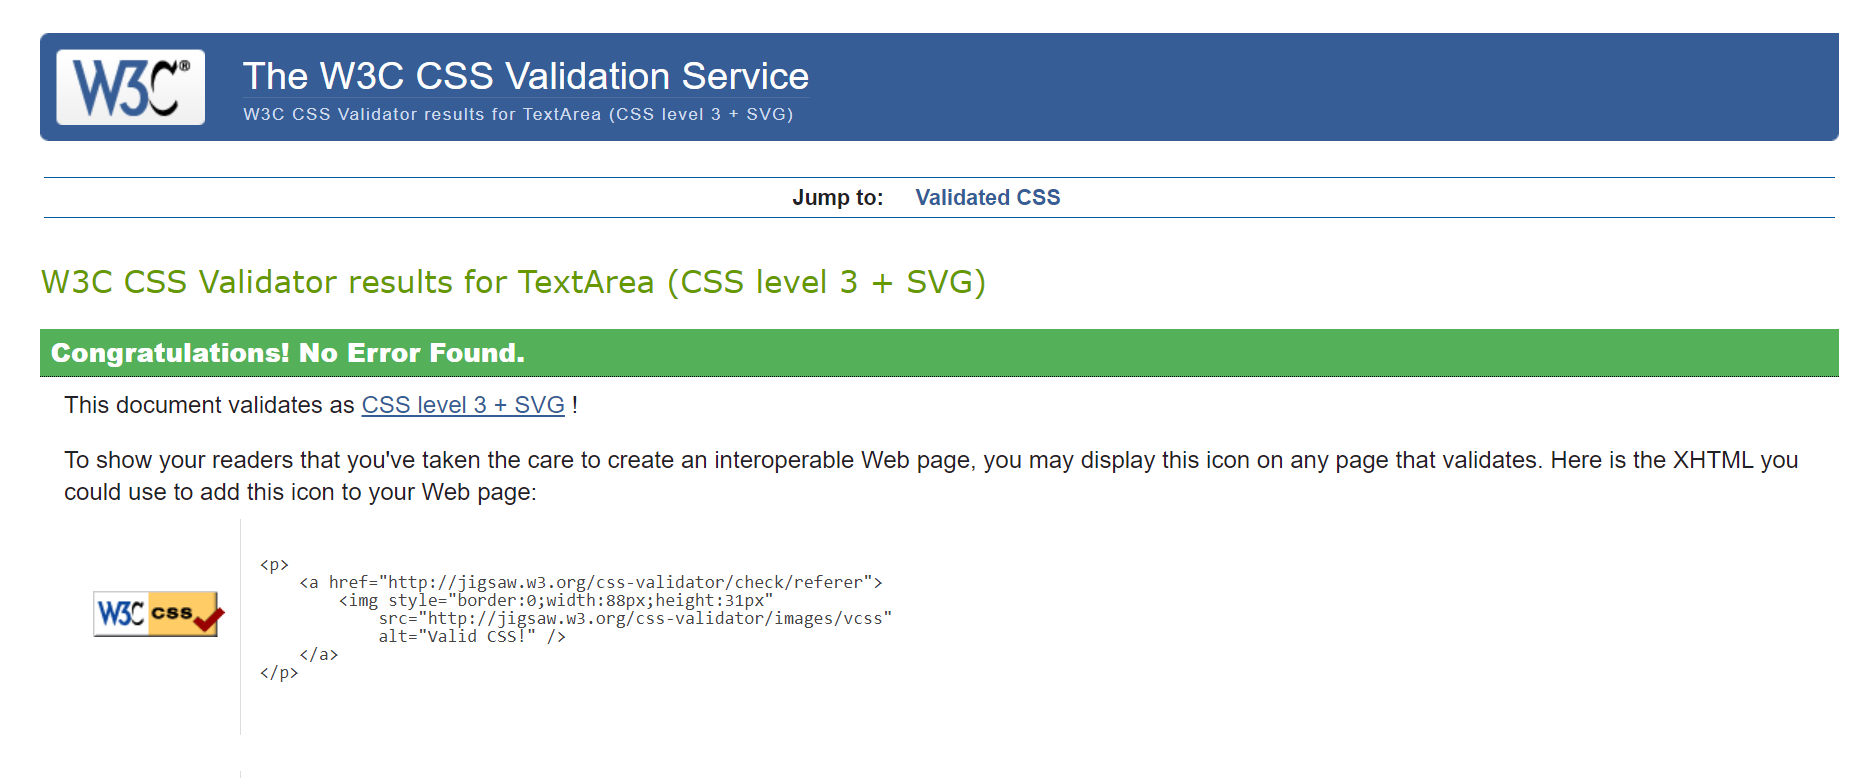 W3C®
The W3C CSS Validation Service
W3C CSS Validator results for TextArea (CSS level 3 + SVG)
Jump to: Validated CSS
W3C CSS Validator results for TextArea (CSS level 3 + SVG)
Congratulations! No Error Found.
This document validates as CSS level 3 + SVG !
To show your readers that you've taken the care to create an interoperable Web page, you may display this icon on any page that validates. Here is the XHTML you
could use to add this icon to your Web page:
W3C css
<p>
    <a href="http://jigsaw.w3.org/css-validator/check/referer">
        <img style="border:0;width:88px;height:31px"
            src="http://jigsaw.w3.org/css-validator/images/vcss"
            alt="Valid CSS!" />
    </a>
</p>